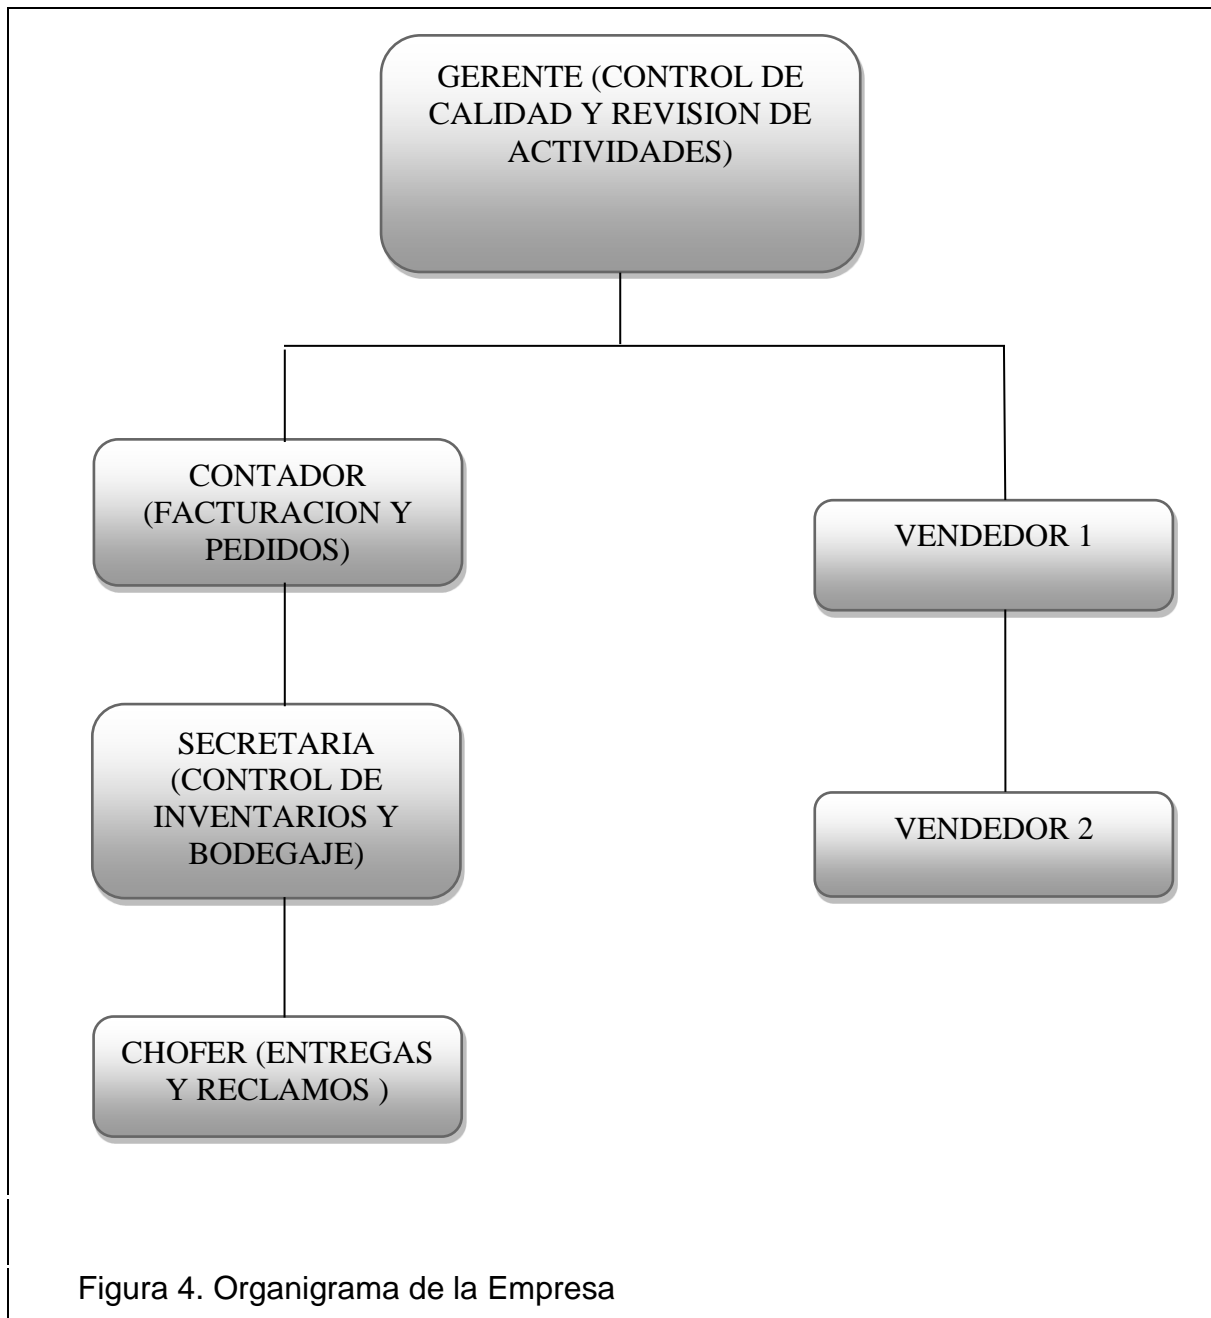 GERENTE (CONTROL DE
CALIDAD Y REVISION DE
ACTIVIDADES)
CONTADOR
(FACTURACION Y
PEDIDOS)
VENDEDOR 1
SECRETARIA
(CONTROL DE
INVENTARIOS Y
BODEGAJE)
VENDEDOR 2
CHOFER (ENTREGAS
Y RECLAMOS )
Figura 4. Organigrama de la Empresa